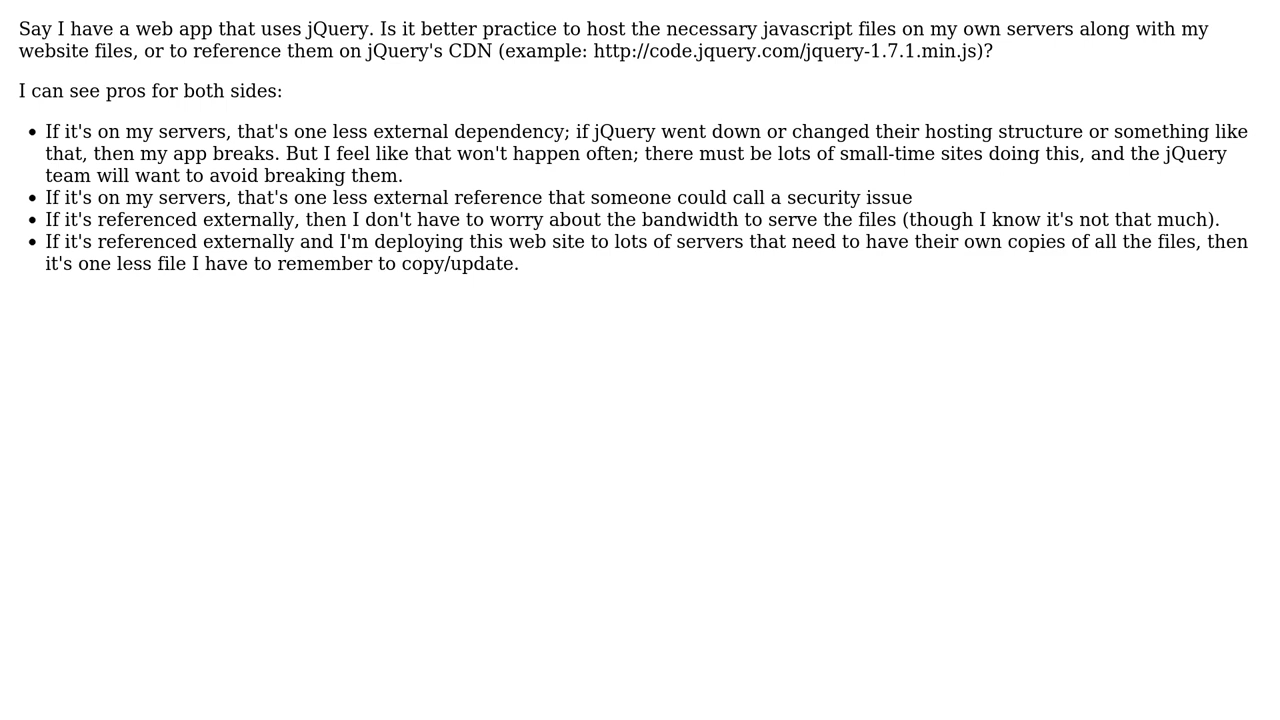 Say I have a web app that uses jQuery. Is it better practice to host the necessary javascript files on my own servers along with my
website files, or to reference them on jQuery's CDN (example: http://code.jquery.com/jquery-1.7.1.min.js)?
I can see pros for both sides:
• If it's on my servers, that's one less external dependency; if jQuery went down or changed their hosting structure or something like
that, then my app breaks. But I feel like that won't happen often; there must be lots of small-time sites doing this, and the jQuery
team will want to avoid breaking them.
• If it's on my servers, that's one less external reference that someone could call a security issue
• If it's referenced externally, then I don't have to worry about the bandwidth to serve the files (though I know it's not that much).
• If it's referenced externally and I'm deploying this web site to lots of servers that need to have their own copies of all the files, then
it's one less file I have to remember to copy/update.